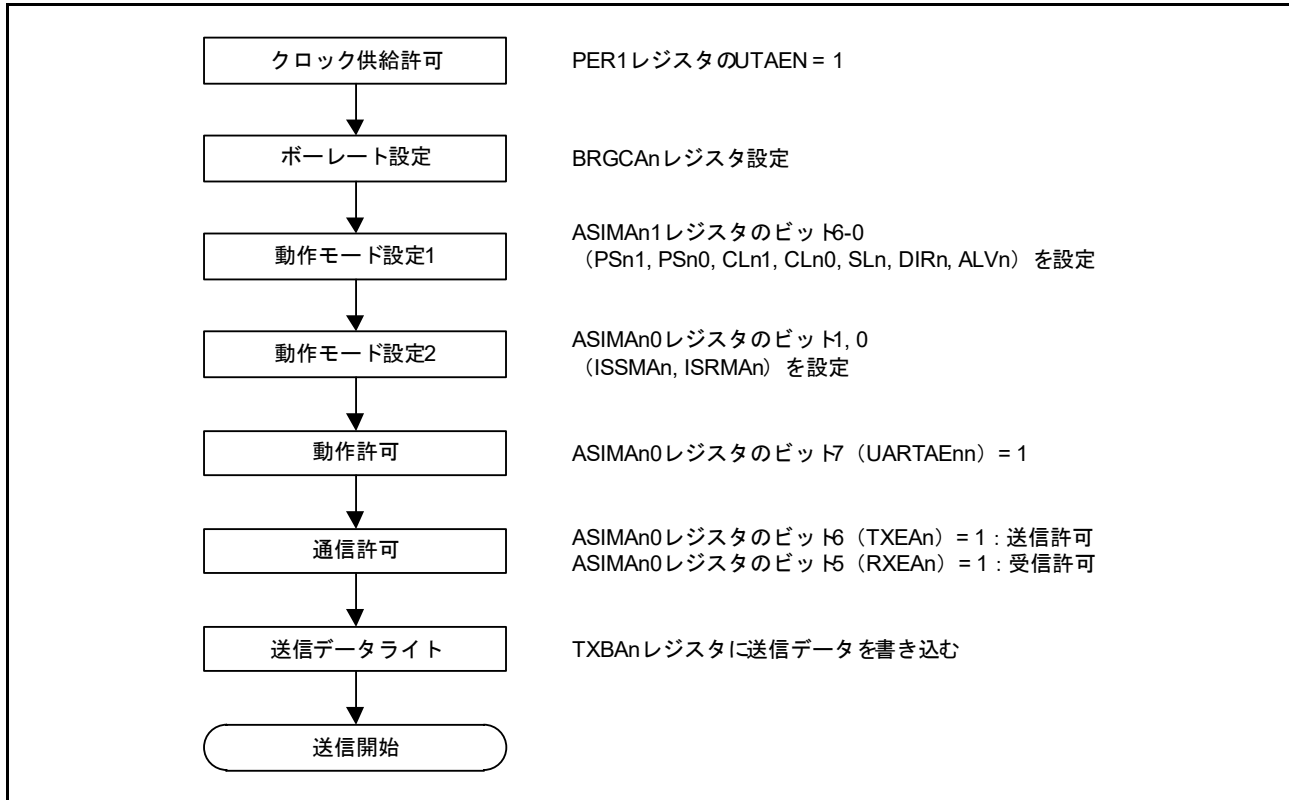 クロック供給許可 PER1レジスタのUTAEN = 1
ボーレート設定 BRGCAnレジスタ設定
動作モード設定1 ASIMAn1レジスタのビット6-0
（PSn1, PSn0, CLn1, CLn0, SLn, DIRn, ALVn）を設定
動作モード設定2 ASIMAn0レジスタのビット1, 0
（ISSMAn, ISRMAn）を設定
動作許可 ASIMAn0レジスタのビット7（UARTAEnn）= 1
通信許可 ASIMAn0レジスタのビット6（TXEAn）= 1 : 送信許可
ASIMAn0レジスタのビット5（RXEAn）= 1 : 受信許可
送信データライト TXBAnレジスタに送信データを書き込む
送信開始